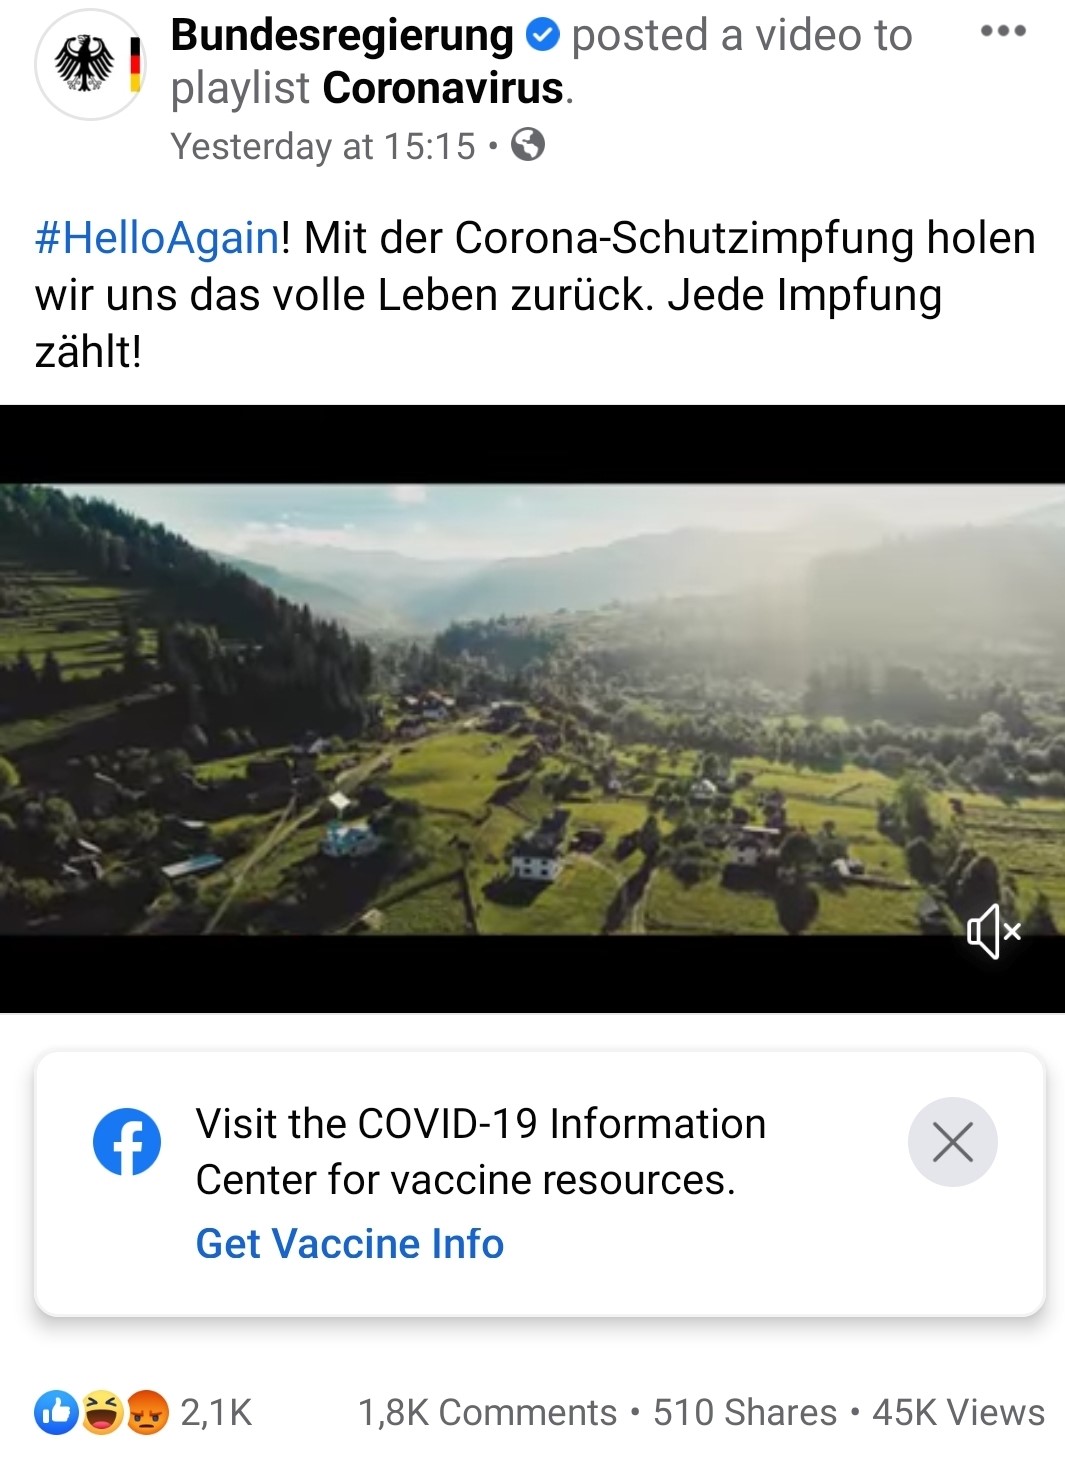 Bundesregierung posted a video to
playlist Coronavirus.
Yesterday at 15:15 •
#HelloAgain! Mit der Corona-Schutzimpfung holen
wir uns das volle Leben zurück. Jede Impfung
zählt!
Visit the COVID-19 Information
Center for vaccine resources.
Get Vaccine Info
2,1K 1,8K Comments • 510 Shares • 45K Views